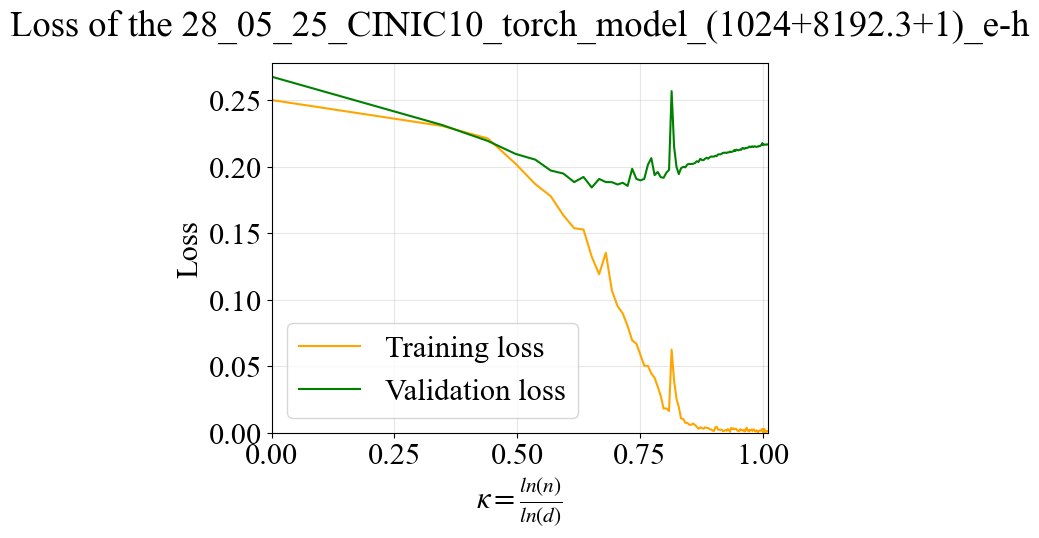 Loss of the 28_05_25_CINIC10_torch_model_(1024+8192.3+1)_e-h
0.25
0.20
0.15
0.10
0.05
0.00
Loss
Training loss
Validation loss
0.00 0.25 0.50 0.75 1.00
κ = ln(n)/ln(d)